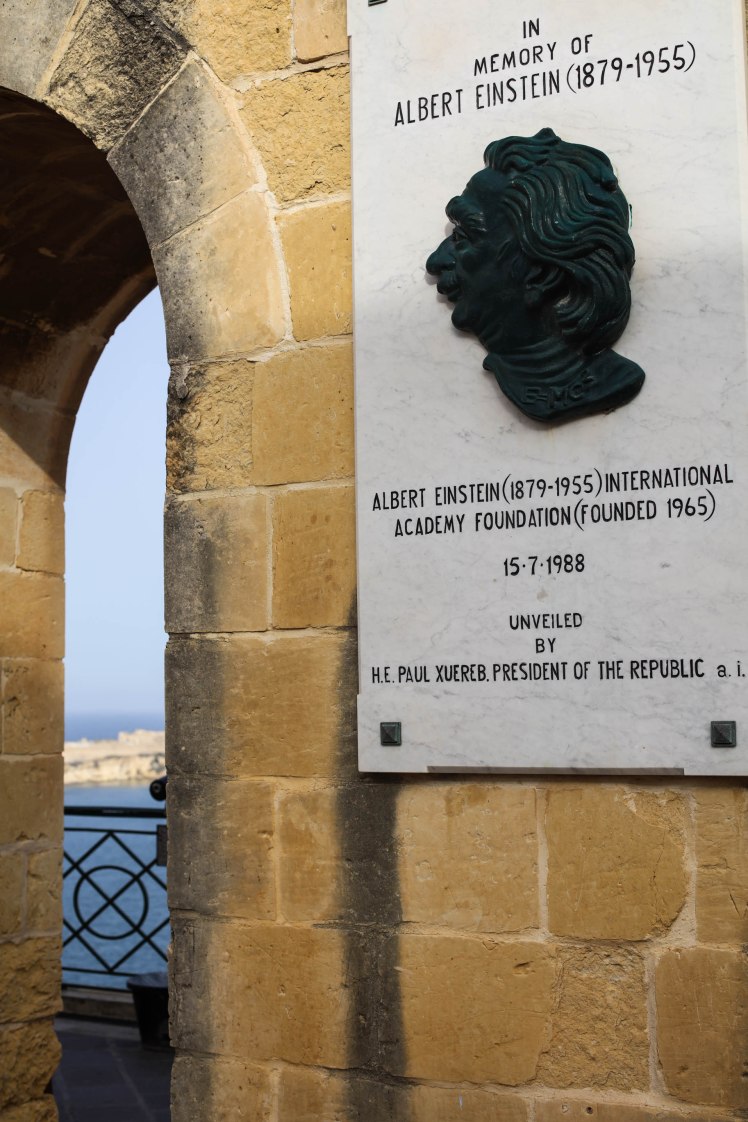 IN
MEMORY OF
ALBERT EINSTEIN (1879-1955)
E=MC²
ALBERT EINSTEIN (1879-1955) INTERNATIONAL
ACADEMY FOUNDATION (FOUNDED 1965)
15·7·1988
UNVEILED
BY
H.E. PAUL XUEREB. PRESIDENT OF THE REPUBLIC a.i.